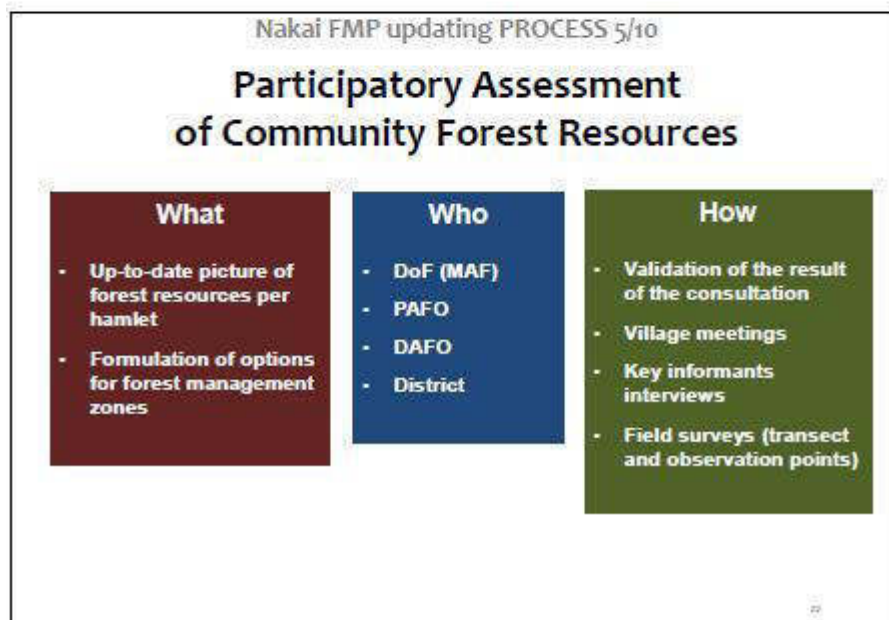 Nakai FMP updating PROCESS 5/10
Participatory Assessment
of Community Forest Resources
What
• Up-to-date picture of
forest resources per
hamlet
• Formulation of options
for forest management
zones
Who
• DoF (MAF)
• PAFO
• DAFO
• District
How
• Validation of the result
of the consultation
• Village meetings
• Key informants
interviews
• Field surveys (transect
and observation points)